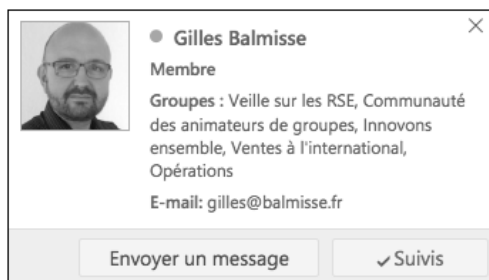 Gilles Balmisse
Membre
Groupes : Veille sur les RSE, Communauté
des animateurs de groupes, Innovons
ensemble, Ventes à l'international,
Opérations
E-mail: gilles@balmisse.fr
Envoyer un message
✓ Suivis